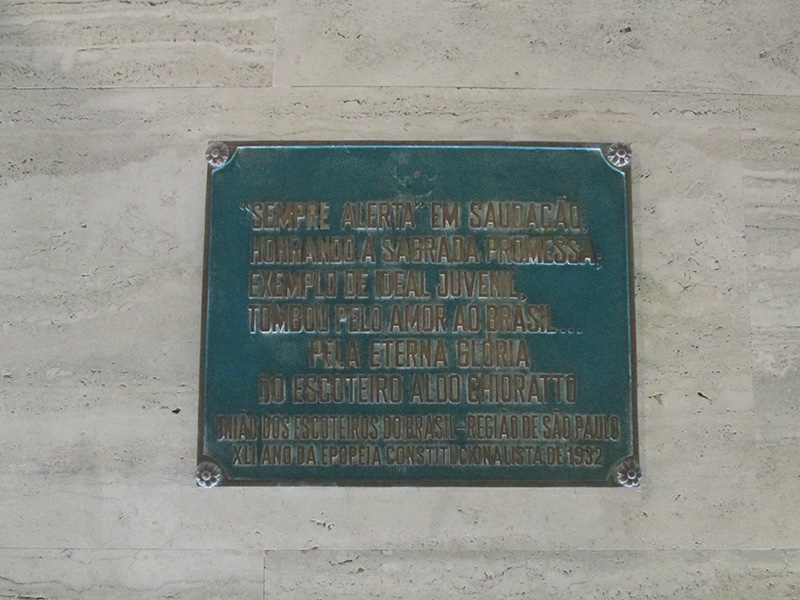 "SEMPRE ALERTA" EM SAUDAÇÃO,
HONRANDO A SAGRADA PROMESSA,
EXEMPLO DE IDEAL JUVENIL,
TOMBOU PELO AMOR AO BRASIL...
PELA ETERNA GLÓRIA
DO ESCOTEIRO ALDO CHIORATTO
UNIÃO DOS ESCOTEIROS DO BRASIL - REGIÃO DE SÃO PAULO
XLI ANO DA EPOPEIA CONSTITUCIONALISTA DE 1932